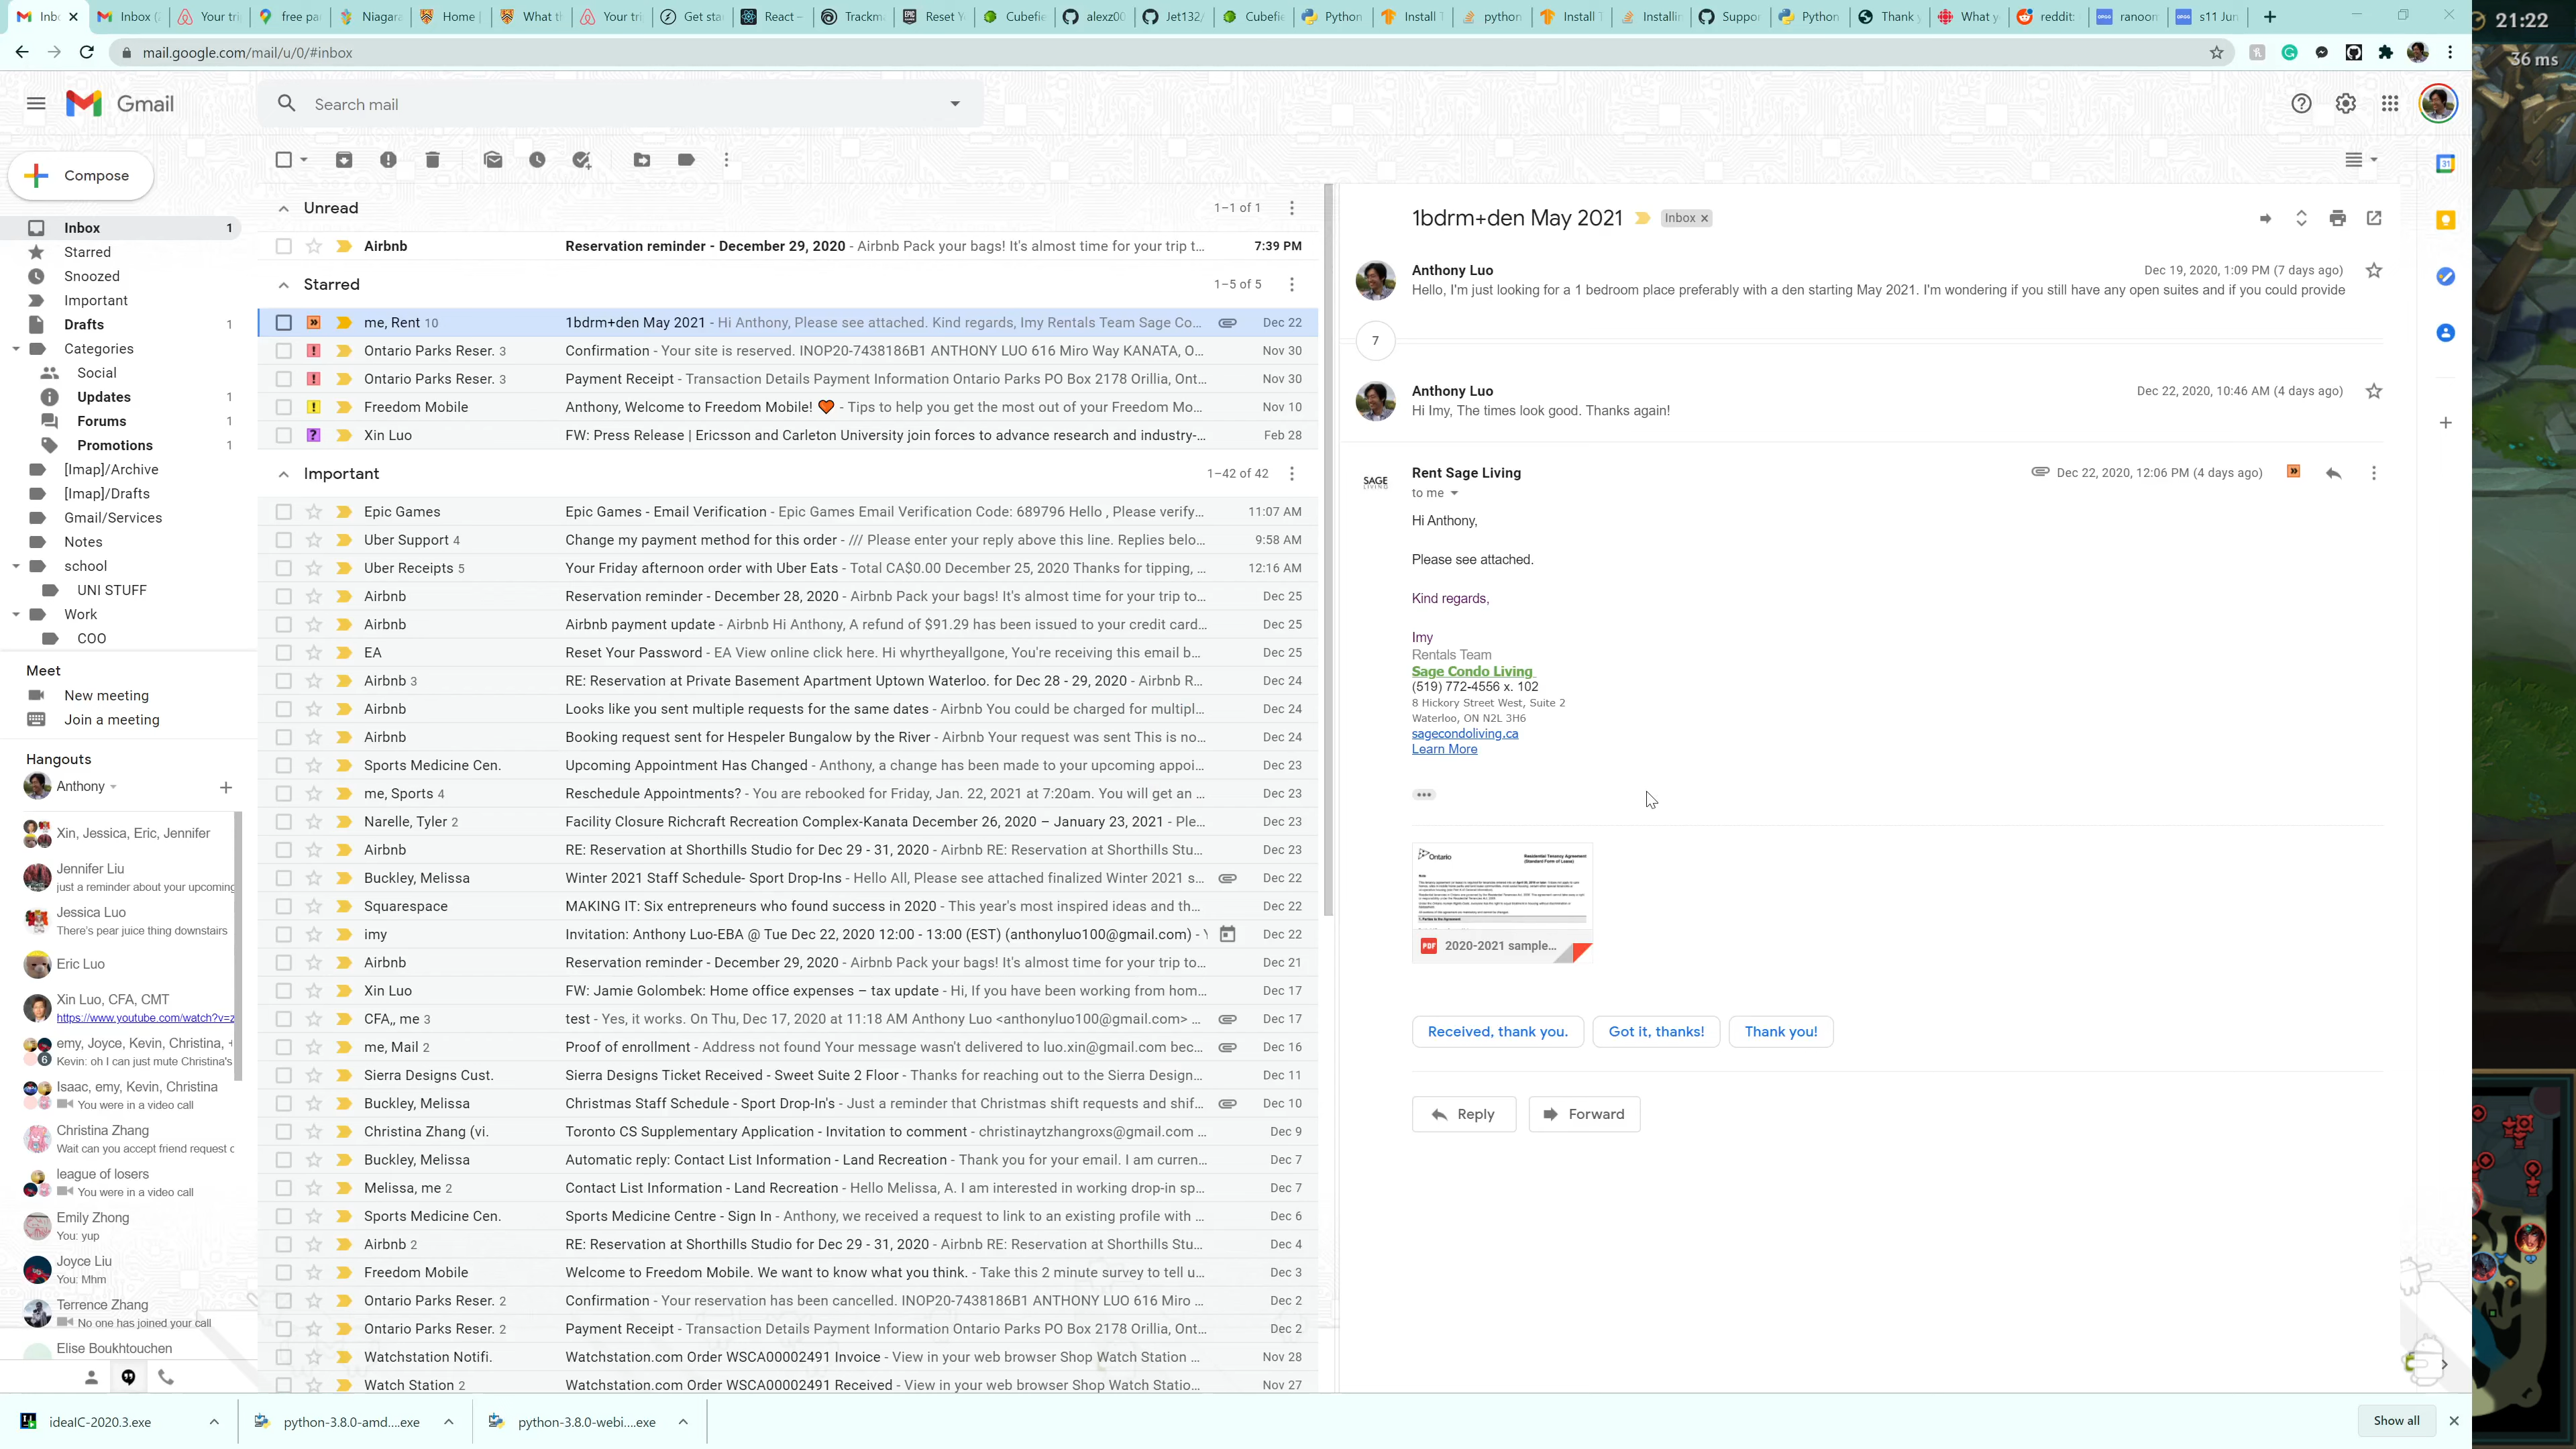 Inbo
Inbox (
Your tri
free pa
Niagara
Home |
What th
Your tri
Get sta
React –
Trackma
Reset Y
Cubefie
alexz00
Jet132/
Cubefie
Python
Install T
python
Install T
Installin
Suppor
Python
Thank y
What y
reddit:
ranoon
s11 Jun
21:22
mail.google.com/mail/u/0/#inbox
36 ms
Gmail
Search mail
Compose
Inbox 1
Starred
Snoozed
Important
Drafts 1
Categories
Social
Updates 1
Forums 1
Promotions 1
[Imap]/Archive
[Imap]/Drafts
Gmail/Services
Notes
school
UNI STUFF
Work
COO
Meet
New meeting
Join a meeting
Hangouts
Anthony
Xin, Jessica, Eric, Jennifer
Jennifer Liu
just a reminder about your upcoming
Jessica Luo
There's pear juice thing downstairs
Eric Luo
Xin Luo, CFA, CMT
https://www.youtube.com/watch?v=z
emy, Joyce, Kevin, Christina, +
6
Kevin: oh I can just mute Christina's
Isaac, emy, Kevin, Christina
You were in a video call
Christina Zhang
Wait can you accept friend request o
league of losers
You were in a video call
Emily Zhong
You: yup
Joyce Liu
You: Mhm
Terrence Zhang
No one has joined your call
Elise Boukhtouchen
Unread 1–1 of 1
Airbnb Reservation reminder - December 29, 2020 - Airbnb Pack your bags! It's almost time for your trip t... 7:39 PM
Starred 1–5 of 5
me, Rent 10 1bdrm+den May 2021 - Hi Anthony, Please see attached. Kind regards, Imy Rentals Team Sage Co... Dec 22
Ontario Parks Reser. 3 Confirmation - Your site is reserved. INOP20-7438186B1 ANTHONY LUO 616 Miro Way KANATA, O... Nov 30
Ontario Parks Reser. 3 Payment Receipt - Transaction Details Payment Information Ontario Parks PO Box 2178 Orillia, Ont... Nov 30
Freedom Mobile Anthony, Welcome to Freedom Mobile! 🧡 - Tips to help you get the most out of your Freedom Mo... Nov 10
Xin Luo FW: Press Release | Ericsson and Carleton University join forces to advance research and industry-... Feb 28
Important 1–42 of 42
Epic Games Epic Games - Email Verification - Epic Games Email Verification Code: 689796 Hello , Please verify... 11:07 AM
Uber Support 4 Change my payment method for this order - /// Please enter your reply above this line. Replies belo... 9:58 AM
Uber Receipts 5 Your Friday afternoon order with Uber Eats - Total CA$0.00 December 25, 2020 Thanks for tipping, ... 12:16 AM
Airbnb Reservation reminder - December 28, 2020 - Airbnb Pack your bags! It's almost time for your trip to... Dec 25
Airbnb Airbnb payment update - Airbnb Hi Anthony, A refund of $91.29 has been issued to your credit card... Dec 25
EA Reset Your Password - EA View online click here. Hi whyrtheyallgone, You're receiving this email b... Dec 25
Airbnb 3 RE: Reservation at Private Basement Apartment Uptown Waterloo. for Dec 28 - 29, 2020 - Airbnb R... Dec 24
Airbnb Looks like you sent multiple requests for the same dates - Airbnb You could be charged for multipl... Dec 24
Airbnb Booking request sent for Hespeler Bungalow by the River - Airbnb Your request was sent This is no... Dec 24
Sports Medicine Cen. Upcoming Appointment Has Changed - Anthony, a change has been made to your upcoming appoi... Dec 23
me, Sports 4 Reschedule Appointments? - You are rebooked for Friday, Jan. 22, 2021 at 7:20am. You will get an ... Dec 23
Narelle, Tyler 2 Facility Closure Richcraft Recreation Complex-Kanata December 26, 2020 – January 23, 2021 - Ple... Dec 23
Airbnb RE: Reservation at Shorthills Studio for Dec 29 - 31, 2020 - Airbnb RE: Reservation at Shorthills Stu... Dec 23
Buckley, Melissa Winter 2021 Staff Schedule- Sport Drop-Ins - Hello All, Please see attached finalized Winter 2021 s... Dec 22
Squarespace MAKING IT: Six entrepreneurs who found success in 2020 - This year's most inspired ideas and th... Dec 22
imy Invitation: Anthony Luo-EBA @ Tue Dec 22, 2020 12:00 - 13:00 (EST) (anthonyluo100@gmail.com) - Y Dec 22
Airbnb Reservation reminder - December 29, 2020 - Airbnb Pack your bags! It's almost time for your trip to... Dec 21
Xin Luo FW: Jamie Golombek: Home office expenses – tax update - Hi, If you have been working from hom... Dec 17
CFA,, me 3 test - Yes, it works. On Thu, Dec 17, 2020 at 11:18 AM Anthony Luo <anthonyluo100@gmail.com> ... Dec 17
me, Mail 2 Proof of enrollment - Address not found Your message wasn't delivered to luo.xin@gmail.com bec... Dec 16
Sierra Designs Cust. Sierra Designs Ticket Received - Sweet Suite 2 Floor - Thanks for reaching out to the Sierra Design... Dec 11
Buckley, Melissa Christmas Staff Schedule - Sport Drop-In's - Just a reminder that Christmas shift requests and shif... Dec 10
Christina Zhang (vi. Toronto CS Supplementary Application - Invitation to comment - christinaytzhangroxs@gmail.com ... Dec 9
Buckley, Melissa Automatic reply: Contact List Information - Land Recreation - Thank you for your email. I am curren... Dec 7
Melissa, me 2 Contact List Information - Land Recreation - Hello Melissa, A. I am interested in working drop-in sp... Dec 7
Sports Medicine Cen. Sports Medicine Centre - Sign In - Anthony, we received a request to link to an existing profile with ... Dec 6
Airbnb 2 RE: Reservation at Shorthills Studio for Dec 29 - 31, 2020 - Airbnb RE: Reservation at Shorthills Stu... Dec 4
Freedom Mobile Welcome to Freedom Mobile. We want to know what you think. - Take this 2 minute survey to tell u... Dec 3
Ontario Parks Reser. 2 Confirmation - Your reservation has been cancelled. INOP20-7438186B1 ANTHONY LUO 616 Miro ... Dec 2
Ontario Parks Reser. 2 Payment Receipt - Transaction Details Payment Information Ontario Parks PO Box 2178 Orillia, Ont... Dec 2
Watchstation Notifi. Watchstation.com Order WSCA00002491 Invoice - View in your web browser Shop Watch Station ... Nov 28
Watch Station 2 Watchstation.com Order WSCA00002491 Received - View in your web browser Shop Watch Statio... Nov 27
1bdrm+den May 2021 Inbox x
Anthony Luo Dec 19, 2020, 1:09 PM (7 days ago)
Hello, I'm just looking for a 1 bedroom place preferably with a den starting May 2021. I'm wondering if you still have any open suites and if you could provide
7
Anthony Luo Dec 22, 2020, 10:46 AM (4 days ago)
Hi Imy, The times look good. Thanks again!
SAGE
LIVING
Rent Sage Living Dec 22, 2020, 12:06 PM (4 days ago)
to me
Hi Anthony,
Please see attached.
Kind regards,
Imy
Rentals Team
Sage Condo Living
(519) 772-4556 x. 102
8 Hickory Street West, Suite 2
Waterloo, ON N2L 3H6
sagecondoliving.ca
Learn More
Ontario
Residential Tenancy Agreement
(Standard Form of Lease)
PDF 2020-2021 sample...
Received, thank you.
Got it, thanks!
Thank you!
Reply
Forward
31
ideaIC-2020.3.exe
python-3.8.0-amd....exe
python-3.8.0-webi....exe
Show all